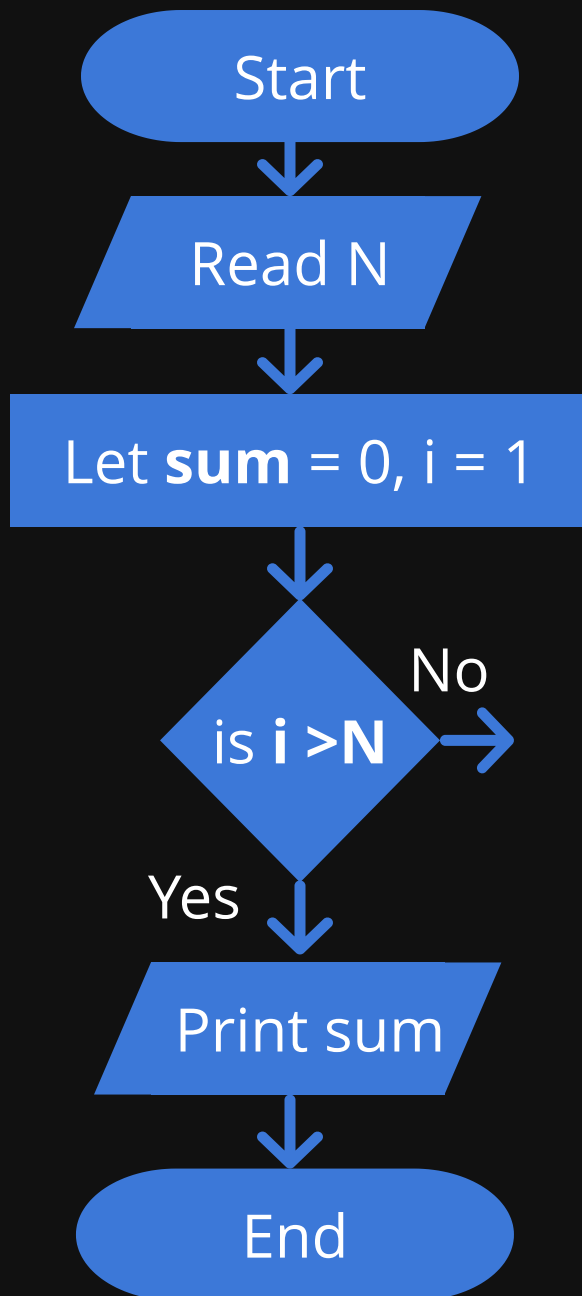 Start
Read N
Let sum = 0, i = 1
No
is i >N
Yes
Print sum
End